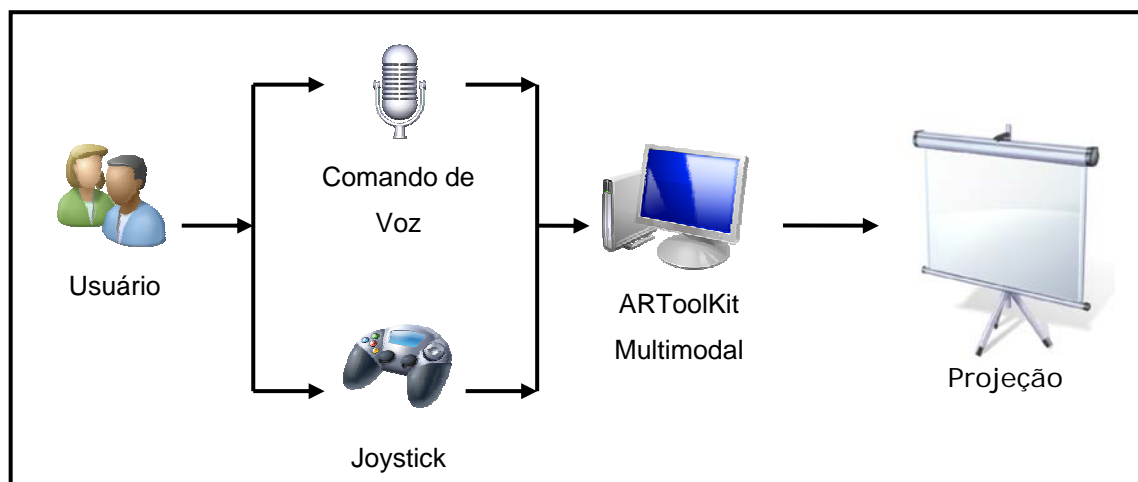 Usuário
Comando de
Voz
Joystick
ARToolKit
Multimodal
Projeção